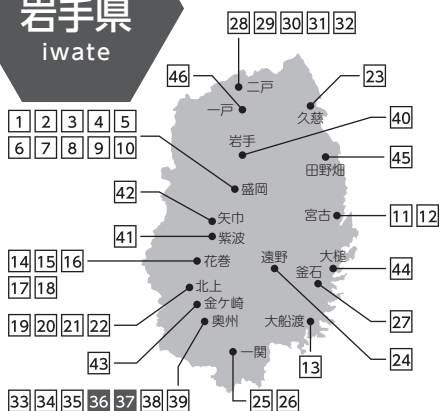 岩手県
iwate
28 29 30 31 32
46
二戸
23
一戸
久慈
40
1 2 3 4 5
6 7 8 9 10
岩手
45
田野畑
盛岡
42
矢巾
宮古
11 12
41
紫波
14 15 16
17 18
花巻
遠野
大槌
44
釜石
北上
19 20 21 22
金ケ崎
27
奥州
大船渡
43
一関
13
24
33 34 35 36 37 38 39
25 26